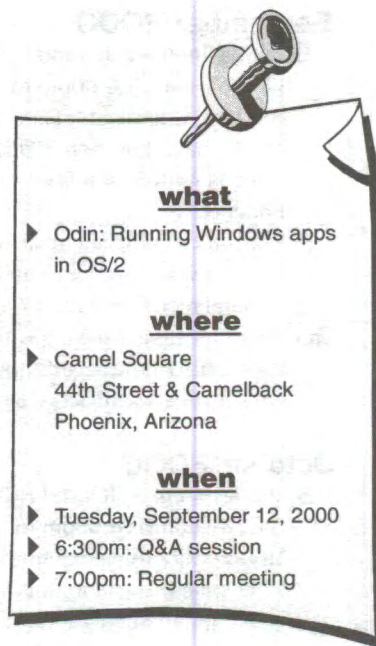 what
Odin: Running Windows apps
in OS/2
where
Camel Square
44th Street & Camelback
Phoenix, Arizona
when
Tuesday, September 12, 2000
6:30pm: Q&A session
7:00pm: Regular meeting